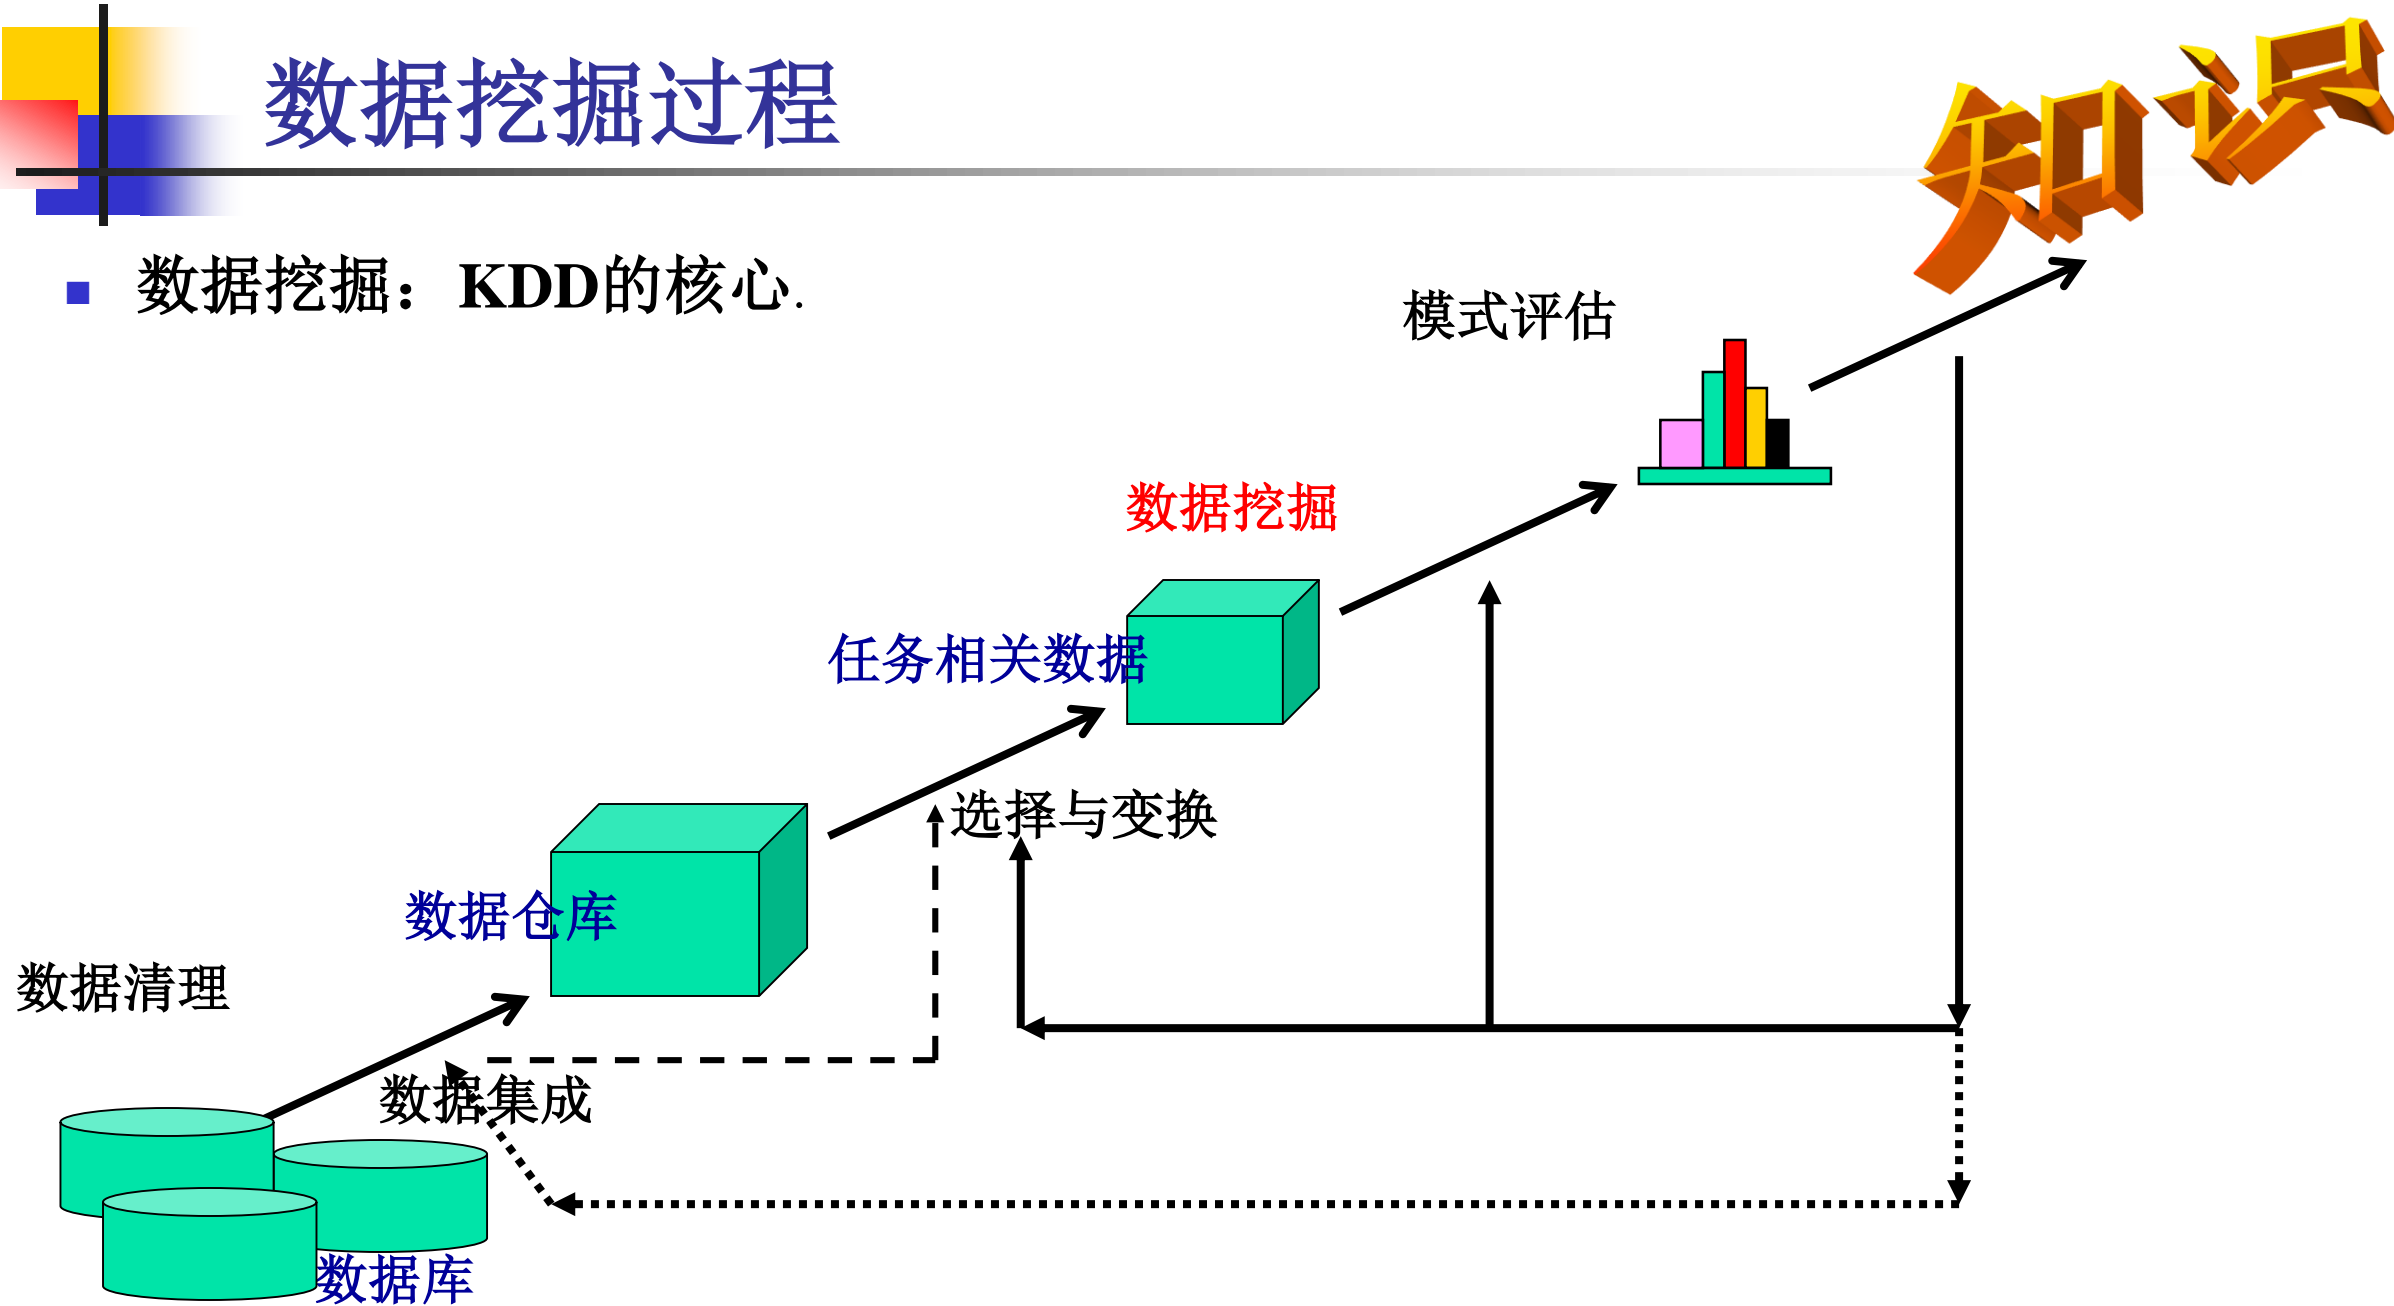 数据挖掘过程
知识
数据挖掘：KDD的核心.
模式评估
数据挖掘
任务相关数据
选择与变换
数据仓库
数据清理
数据集成
数据库